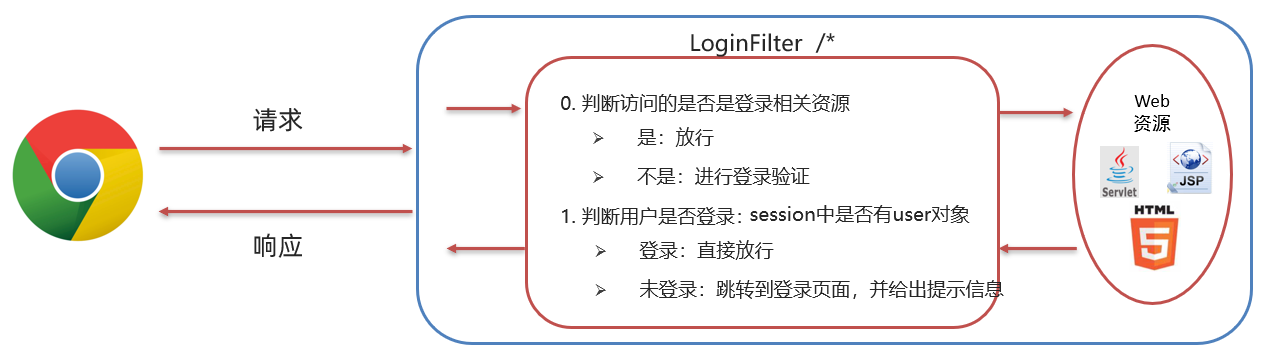 LoginFilter /*
请求
响应
0. 判断访问的是否是登录相关资源
是：放行
不是：进行登录验证
1. 判断用户是否登录：session中是否有user对象
登录：直接放行
未登录：跳转到登录页面，并给出提示信息
Web
资源
Servlet
JSP
HTML
5